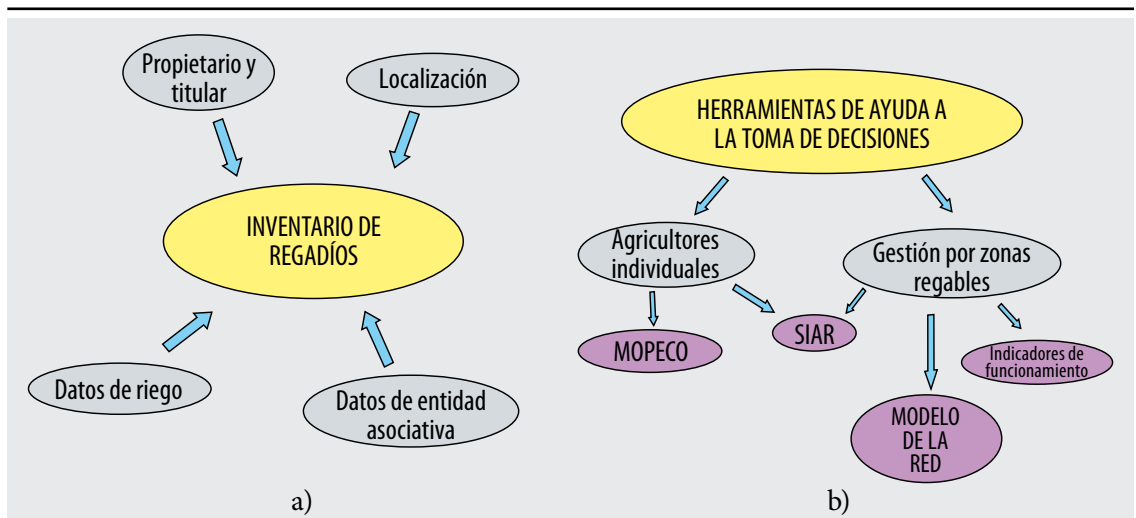 Propietario y
titular
Localización
INVENTARIO DE
REGADÍOS
Datos de riego
Datos de entidad
asociativa
a)
HERRAMIENTAS DE AYUDA A
LA TOMA DE DECISIONES
Agricultores
individuales
Gestión por zonas
regables
MOPECO
SIAR
Indicadores de
funcionamiento
MODELO
DE LA
RED
b)